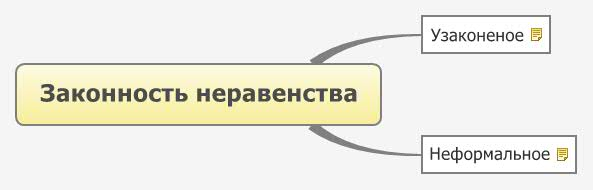 Узаконеное
Законность неравенства
Неформальное